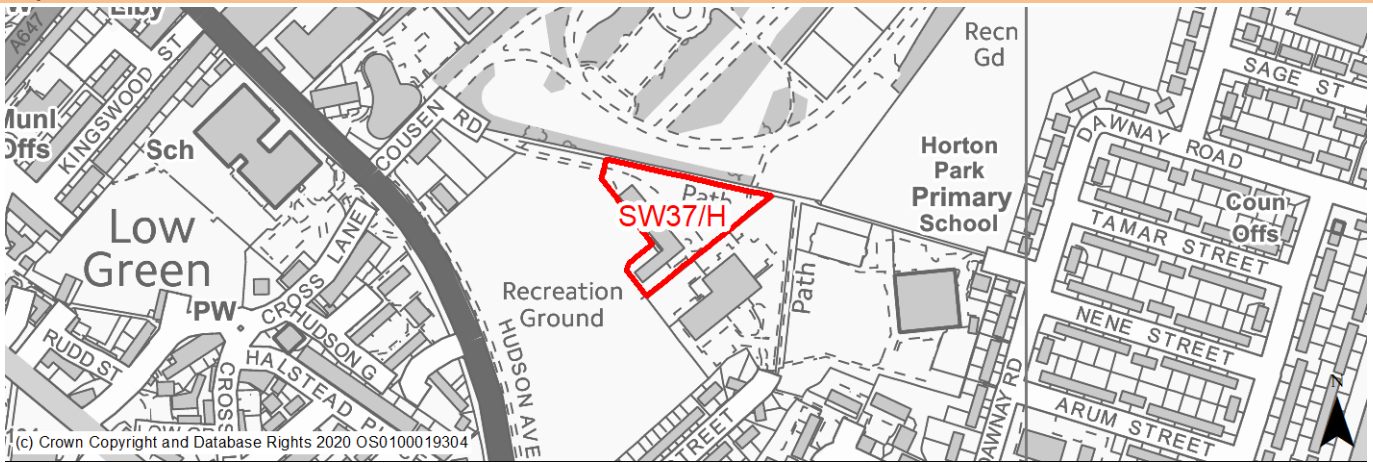 A647
KINGSWOOD ST
Munl
Offs
Sch
COUSEN RD
Low
Green
CROSS LANE
PW
HUDSON
RUDD ST
HALSTEAD
Recreation
Ground
HUDSON AVE
SW37/H
Path
Path
STREET
Recn
Gd
Horton
Park
Primary
School
DAWNAY ROAD
SAGE ST
Coun
Offs
TAMAR STREET
NENE STREET
ARUM STREET
DAWNAY RD
N
(c) Crown Copyright and Database Rights 2020 OS0100019304